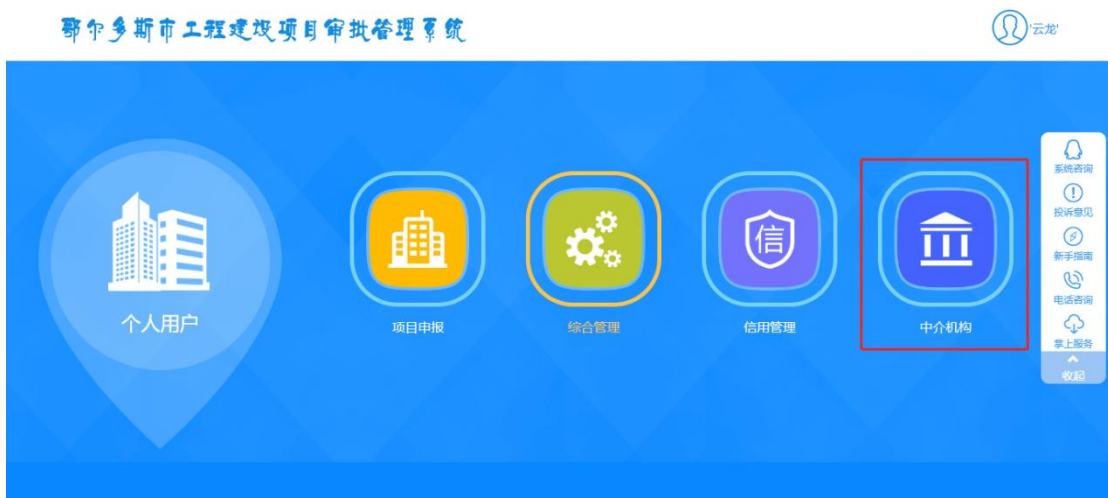 鄂尔多斯市工程建设项目审批管理系统
'云龙'
个人用户
项目申报
综合管理
信
信用管理
中介机构
系统咨询
投诉意见
新手指南
电话咨询
掌上服务
收起